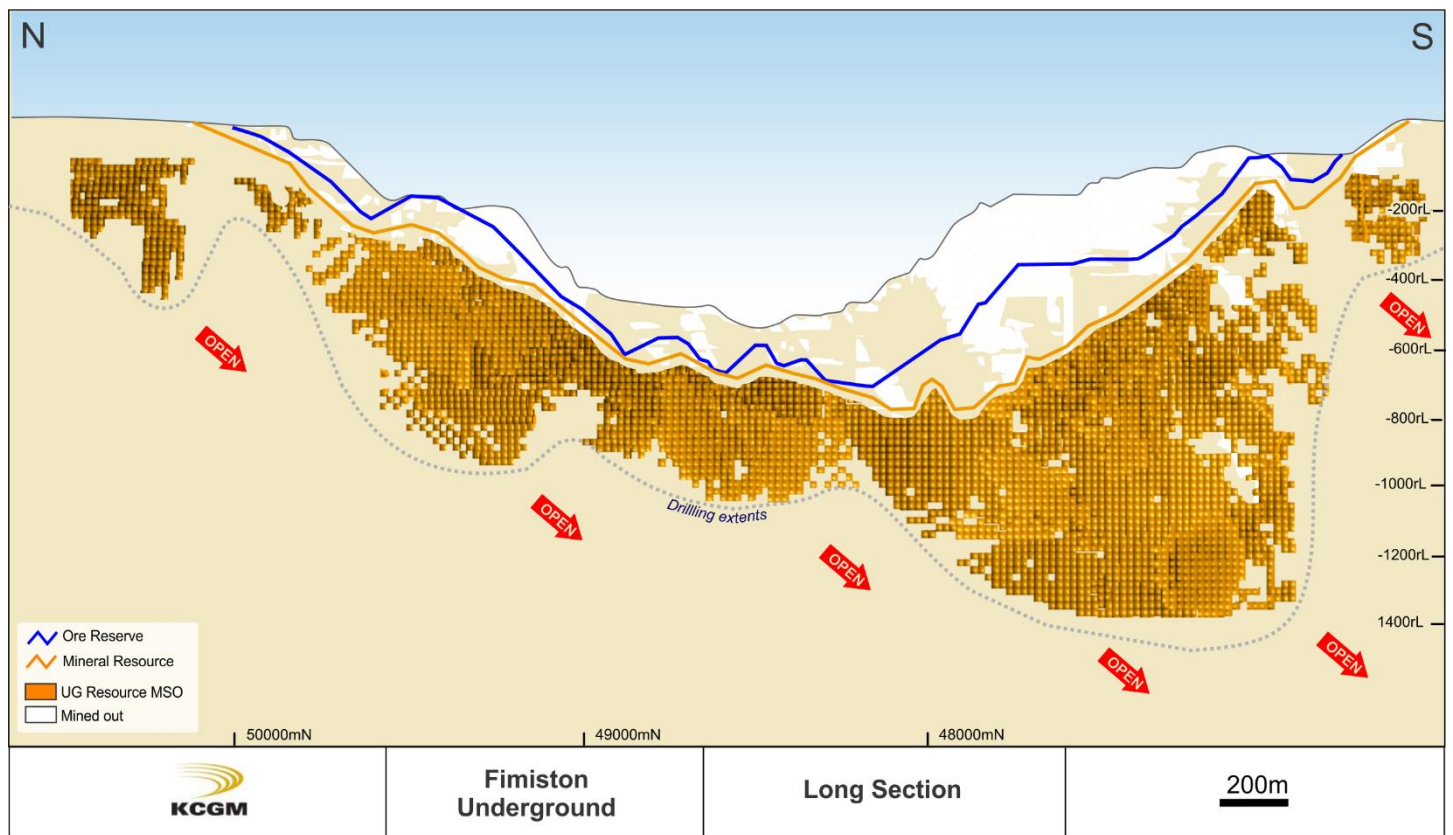 N
S
-200rL
-400rL
OPEN
OPEN
-600rL
-800rL
-1000rL
Drillling extents
OPEN
OPEN
-1200rL
1400rL
OPEN
OPEN
Ore Reserve
Mineral Resource
UG Resource MSO
Mined out
50000mN
49000mN
48000mN
KCGM
Fimiston
Underground
Long Section
200m